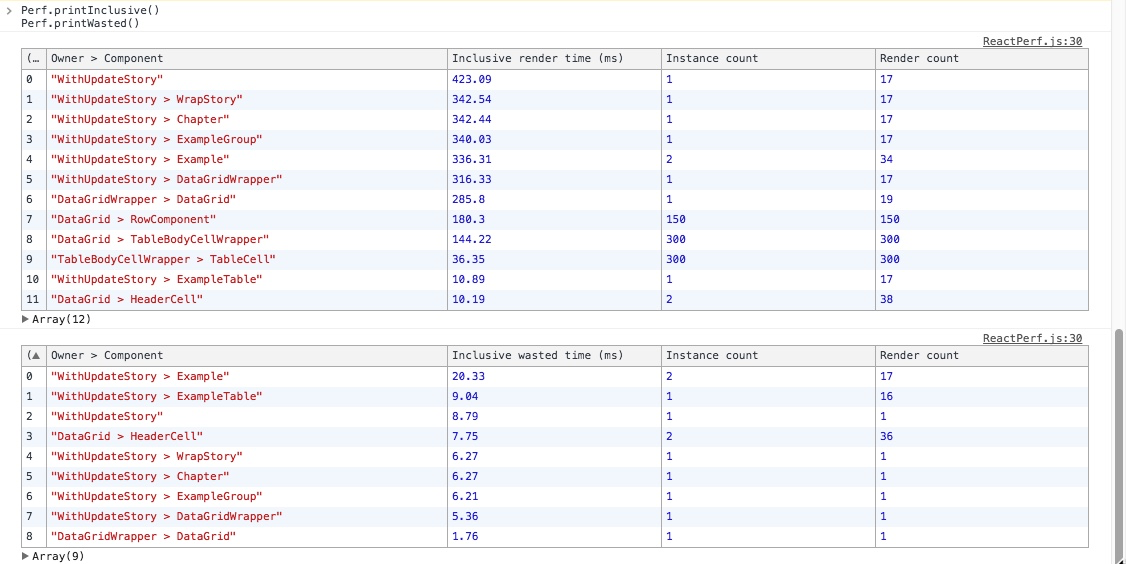 Perf.printInclusive()
Perf.printWasted()
ReactPerf.js:30
(… Owner > Component Inclusive render time (ms) Instance count Render count
0 "WithUpdateStory" 423.09 1 17
1 "WithUpdateStory > WrapStory" 342.54 1 17
2 "WithUpdateStory > Chapter" 342.44 1 17
3 "WithUpdateStory > ExampleGroup" 340.03 1 17
4 "WithUpdateStory > Example" 336.31 2 34
5 "WithUpdateStory > DataGridWrapper" 316.33 1 17
6 "DataGridWrapper > DataGrid" 285.8 1 19
7 "DataGrid > RowComponent" 180.3 150 150
8 "DataGrid > TableBodyCellWrapper" 144.22 300 300
9 "TableBodyCellWrapper > TableCell" 36.35 300 300
10 "WithUpdateStory > ExampleTable" 10.89 1 17
11 "DataGrid > HeaderCell" 10.19 2 38
Array(12)
ReactPerf.js:30
( Owner > Component Inclusive wasted time (ms) Instance count Render count
0 "WithUpdateStory > Example" 20.33 2 17
1 "WithUpdateStory > ExampleTable" 9.04 1 16
2 "WithUpdateStory" 8.79 1 1
3 "DataGrid > HeaderCell" 7.75 2 36
4 "WithUpdateStory > WrapStory" 6.27 1 1
5 "WithUpdateStory > Chapter" 6.27 1 1
6 "WithUpdateStory > ExampleGroup" 6.21 1 1
7 "WithUpdateStory > DataGridWrapper" 5.36 1 1
8 "DataGridWrapper > DataGrid" 1.76 1 1
Array(9)